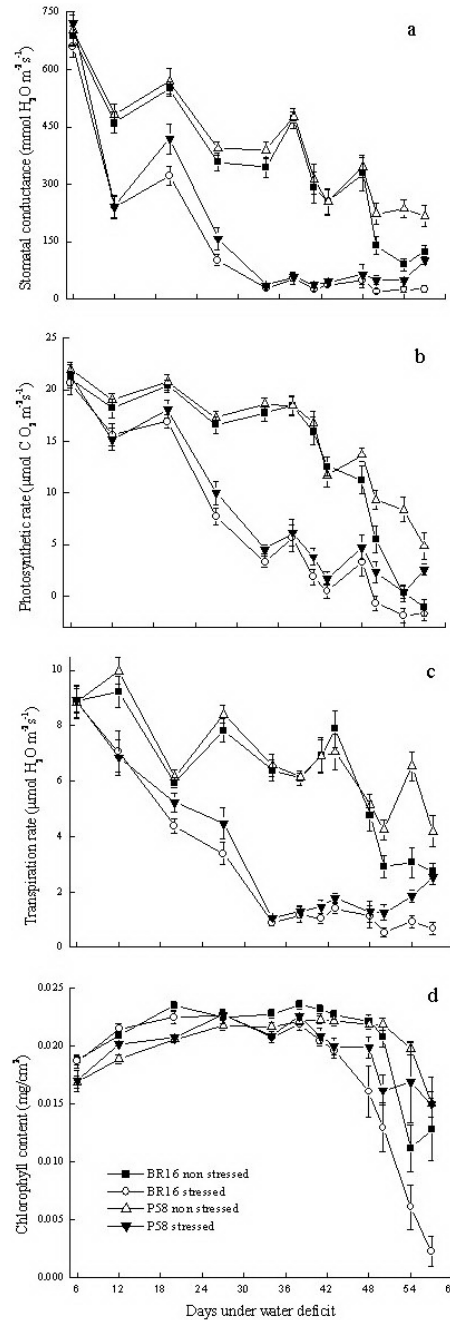 a
750
600
450
300
150
0
Stomatal conductance (mmol H2O m⁻²s⁻¹)
b
25
20
15
10
5
0
Photosynthetic rate (µmol C O2 m⁻²s⁻¹)
c
10
8
6
4
2
0
Transpiration rate (µmol H2O m⁻²s⁻¹)
d
0.025
0.020
0.015
0.010
0.005
0.000
Chlorophyll content (mg/cm²)
BR16 non stressed
BR16 stressed
P58 non stressed
P58 stressed
6 12 18 24 30 36 42 48 54
Days under water deficit